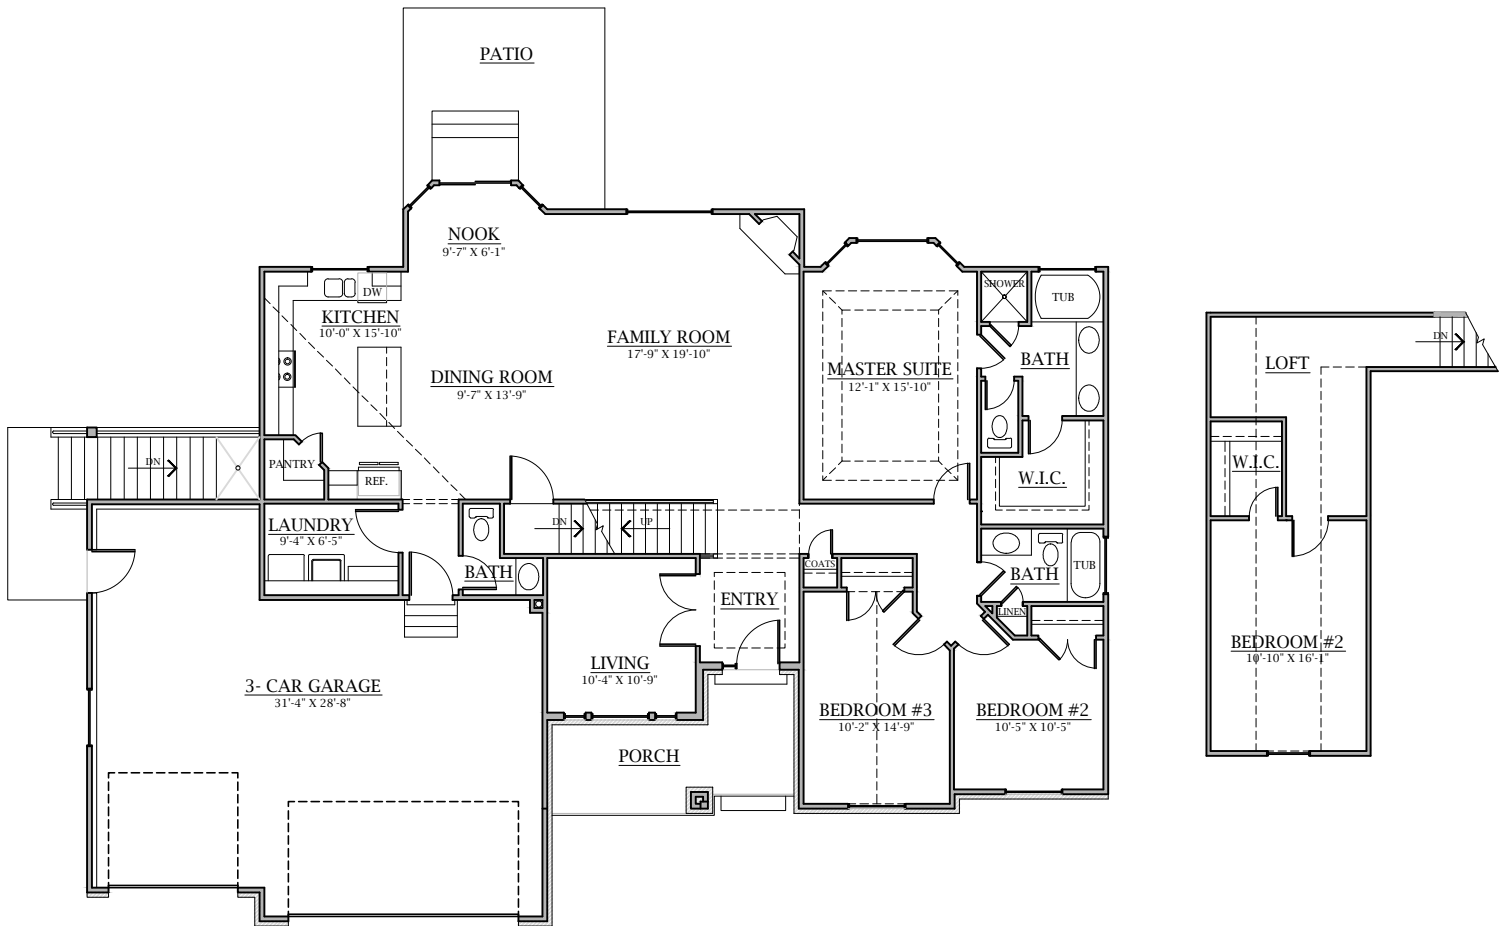 PATIO
NOOK
9'-7" X 6'-1"
DW
KITCHEN
10'-0" X 15'-10"
FAMILY ROOM
17'-9" X 19'-10"
DINING ROOM
9'-7" X 13'-9"
MASTER SUITE
12'-1" X 15'-10"
SHOWER
TUB
BATH
W.I.C.
DN
PANTRY
REF.
LAUNDRY
9'-4" X 6'-5"
DN
UP
BATH
COATS
ENTRY
LIVING
10'-4" X 10'-9"
BATH
TUB
LINEN
3- CAR GARAGE
31'-4" X 28'-8"
PORCH
BEDROOM #3
10'-2" X 14'-9"
BEDROOM #2
10'-5" X 10'-5"
DN
LOFT
W.I.C.
BEDROOM #2
10'-10" X 16'-1"